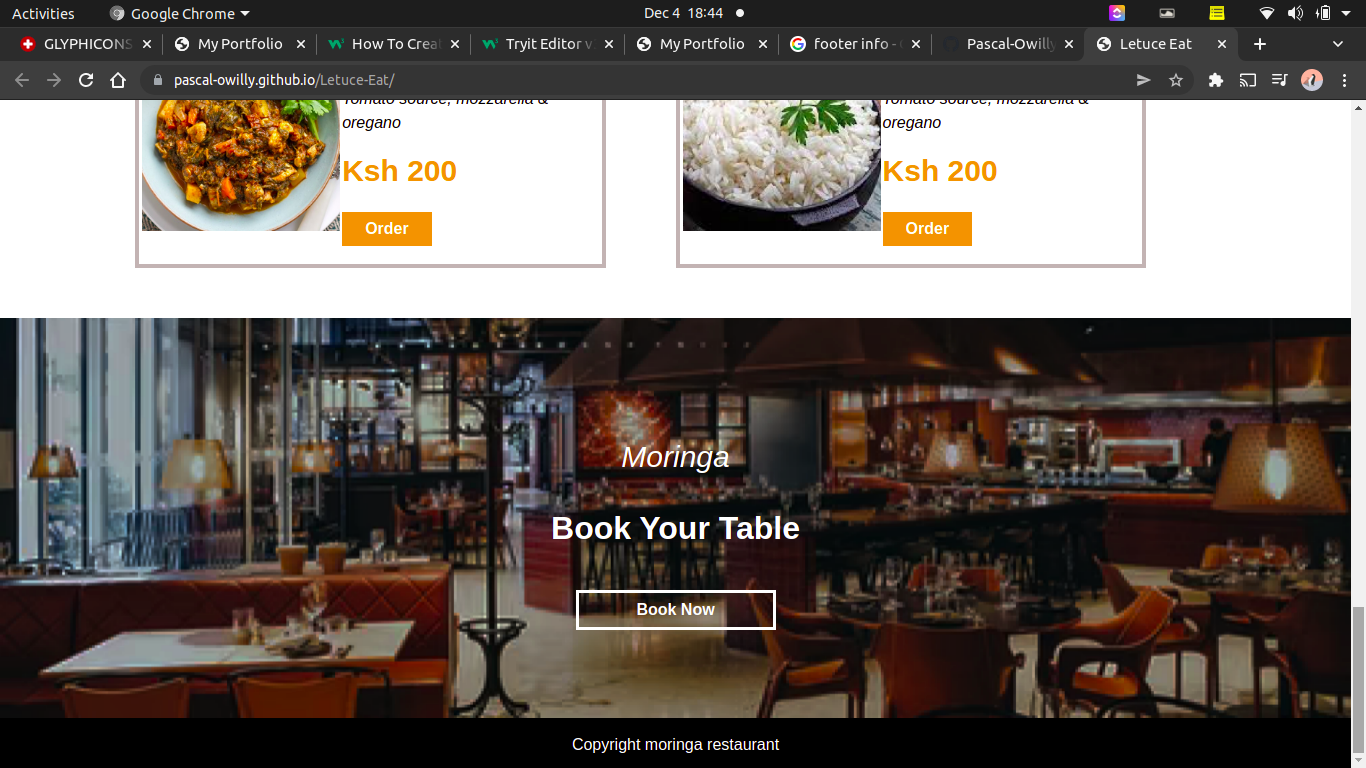 Activities
Google Chrome
Dec 4 18:44
GLYPHICONS
My Portfolio
How To Crea
Tryit Editor v
My Portfolio
footer info -
Pascal-Owilly
Letuce Eat
pascal-owilly.github.io/Letuce-Eat/
Tomato source, mozzarella &
oregano
Ksh 200
Order
Tomato source, mozzarella &
oregano
Ksh 200
Order
Moringa
Book Your Table
Book Now
Copyright moringa restaurant